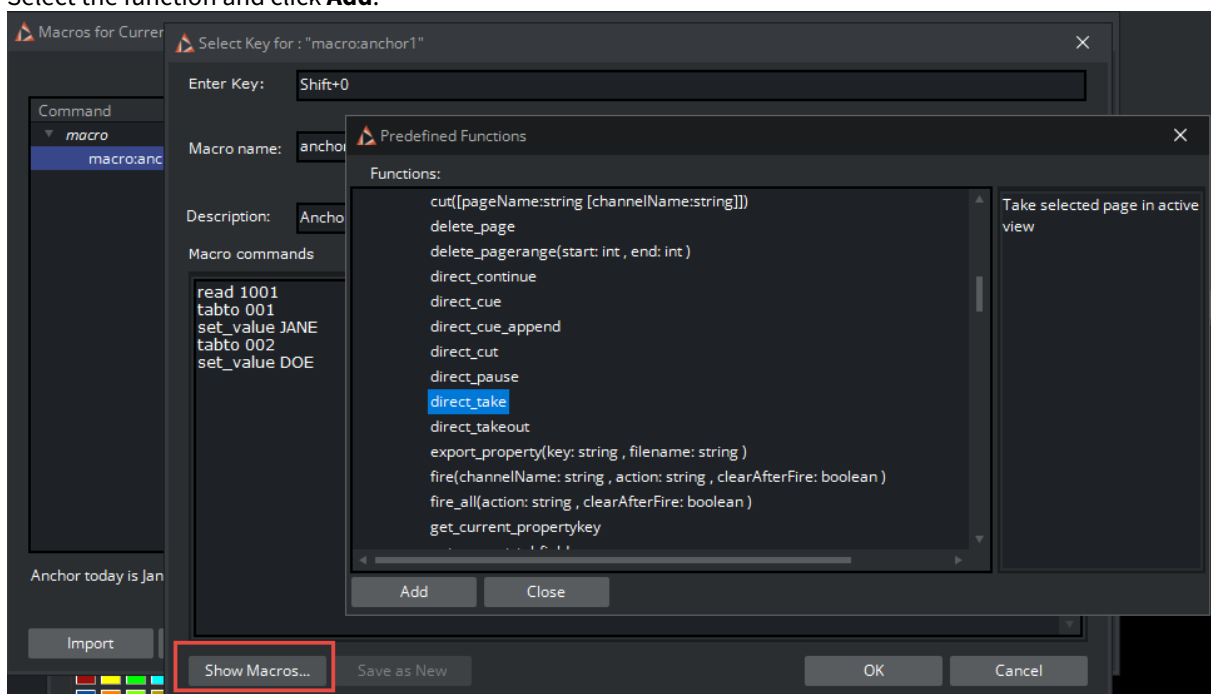 Select the function and click Add.
Macros for Currer
Select Key for : "macro:anchor1"
Enter Key: Shift+0
Command
macro
macro:anc
Macro name: anchor
Predefined Functions
Functions:
cut([pageName:string [channelName:string]])
delete_page
delete_pagerange(start: int , end: int )
direct_continue
direct_cue
direct_cue_append
direct_cut
direct_pause
direct_take
direct_takeout
export_property(key: string , filename: string )
fire(channelName: string , action: string , clearAfterFire: boolean )
fire_all(action: string , clearAfterFire: boolean )
get_current_propertykey
Take selected page in active
view
Description: Ancho
Macro commands
read 1001
tabto 001
set_value JANE
tabto 002
set_value DOE
Add Close
Anchor today is Jan
Import
Show Macros... Save as New OK Cancel